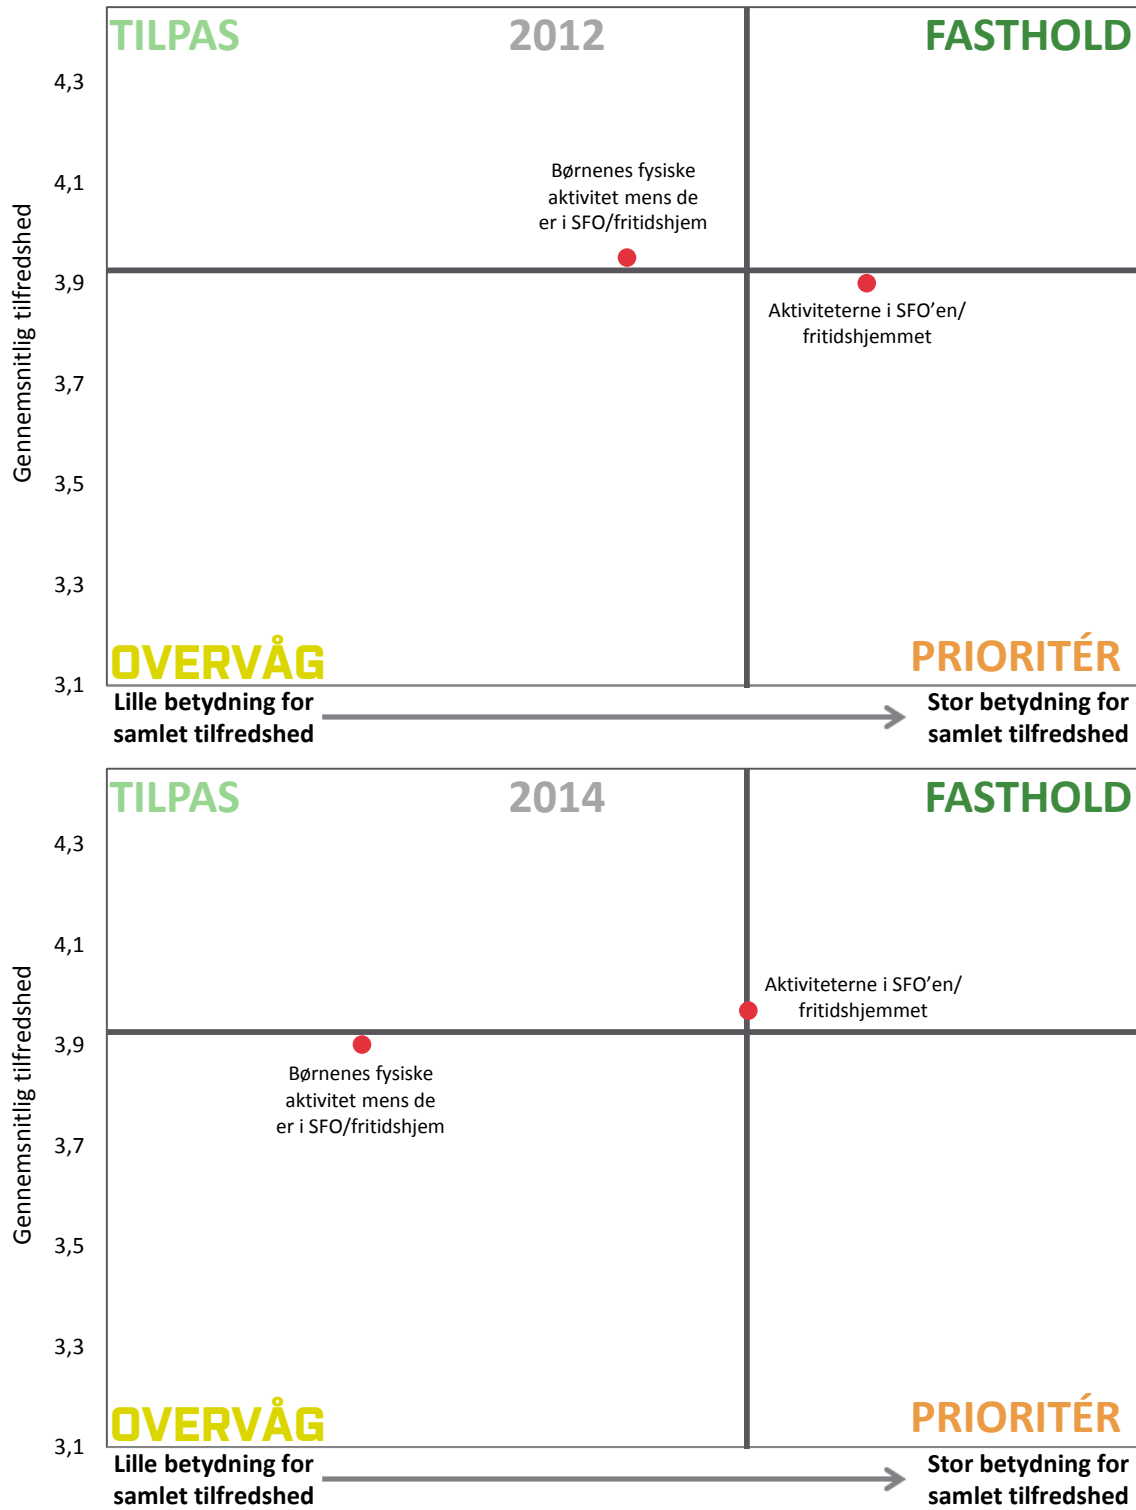 TILPAS
2012
FASTHOLD
4,3
4,1
3,9
3,7
3,5
3,3
3,1
Gennemsnitlig tilfredshed
Børnenes fysiske
aktivitet mens de
er i SFO/fritidshjem
Aktiviteterne i SFO’en/
fritidshjemmet
OVERVÅG
PRIORITÉR
Lille betydning for
samlet tilfredshed
Stor betydning for
samlet tilfredshed
TILPAS
2014
FASTHOLD
4,3
4,1
3,9
3,7
3,5
3,3
3,1
Gennemsnitlig tilfredshed
Aktiviteterne i SFO’en/
fritidshjemmet
Børnenes fysiske
aktivitet mens de
er i SFO/fritidshjem
OVERVÅG
PRIORITÉR
Lille betydning for
samlet tilfredshed
Stor betydning for
samlet tilfredshed